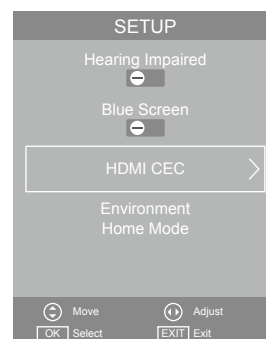 SETUP
Hearing Impaired
Blue Screen
HDMI CEC
Environment
Home Mode
Move
Adjust
OK Select
EXIT Exit